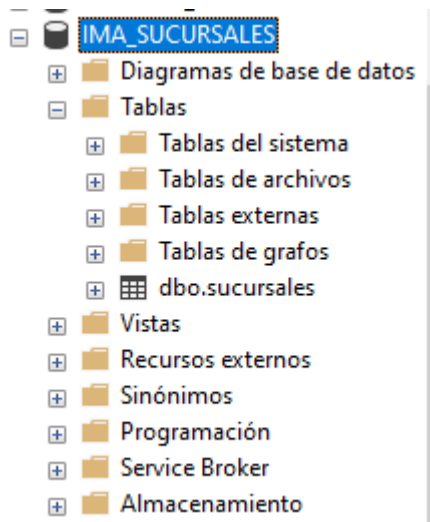 IMA_SUCURSALES
Diagramas de base de datos
Tablas
Tablas del sistema
Tablas de archivos
Tablas externas
Tablas de grafos
dbo.sucursales
Vistas
Recursos externos
Sinónimos
Programación
Service Broker
Almacenamiento